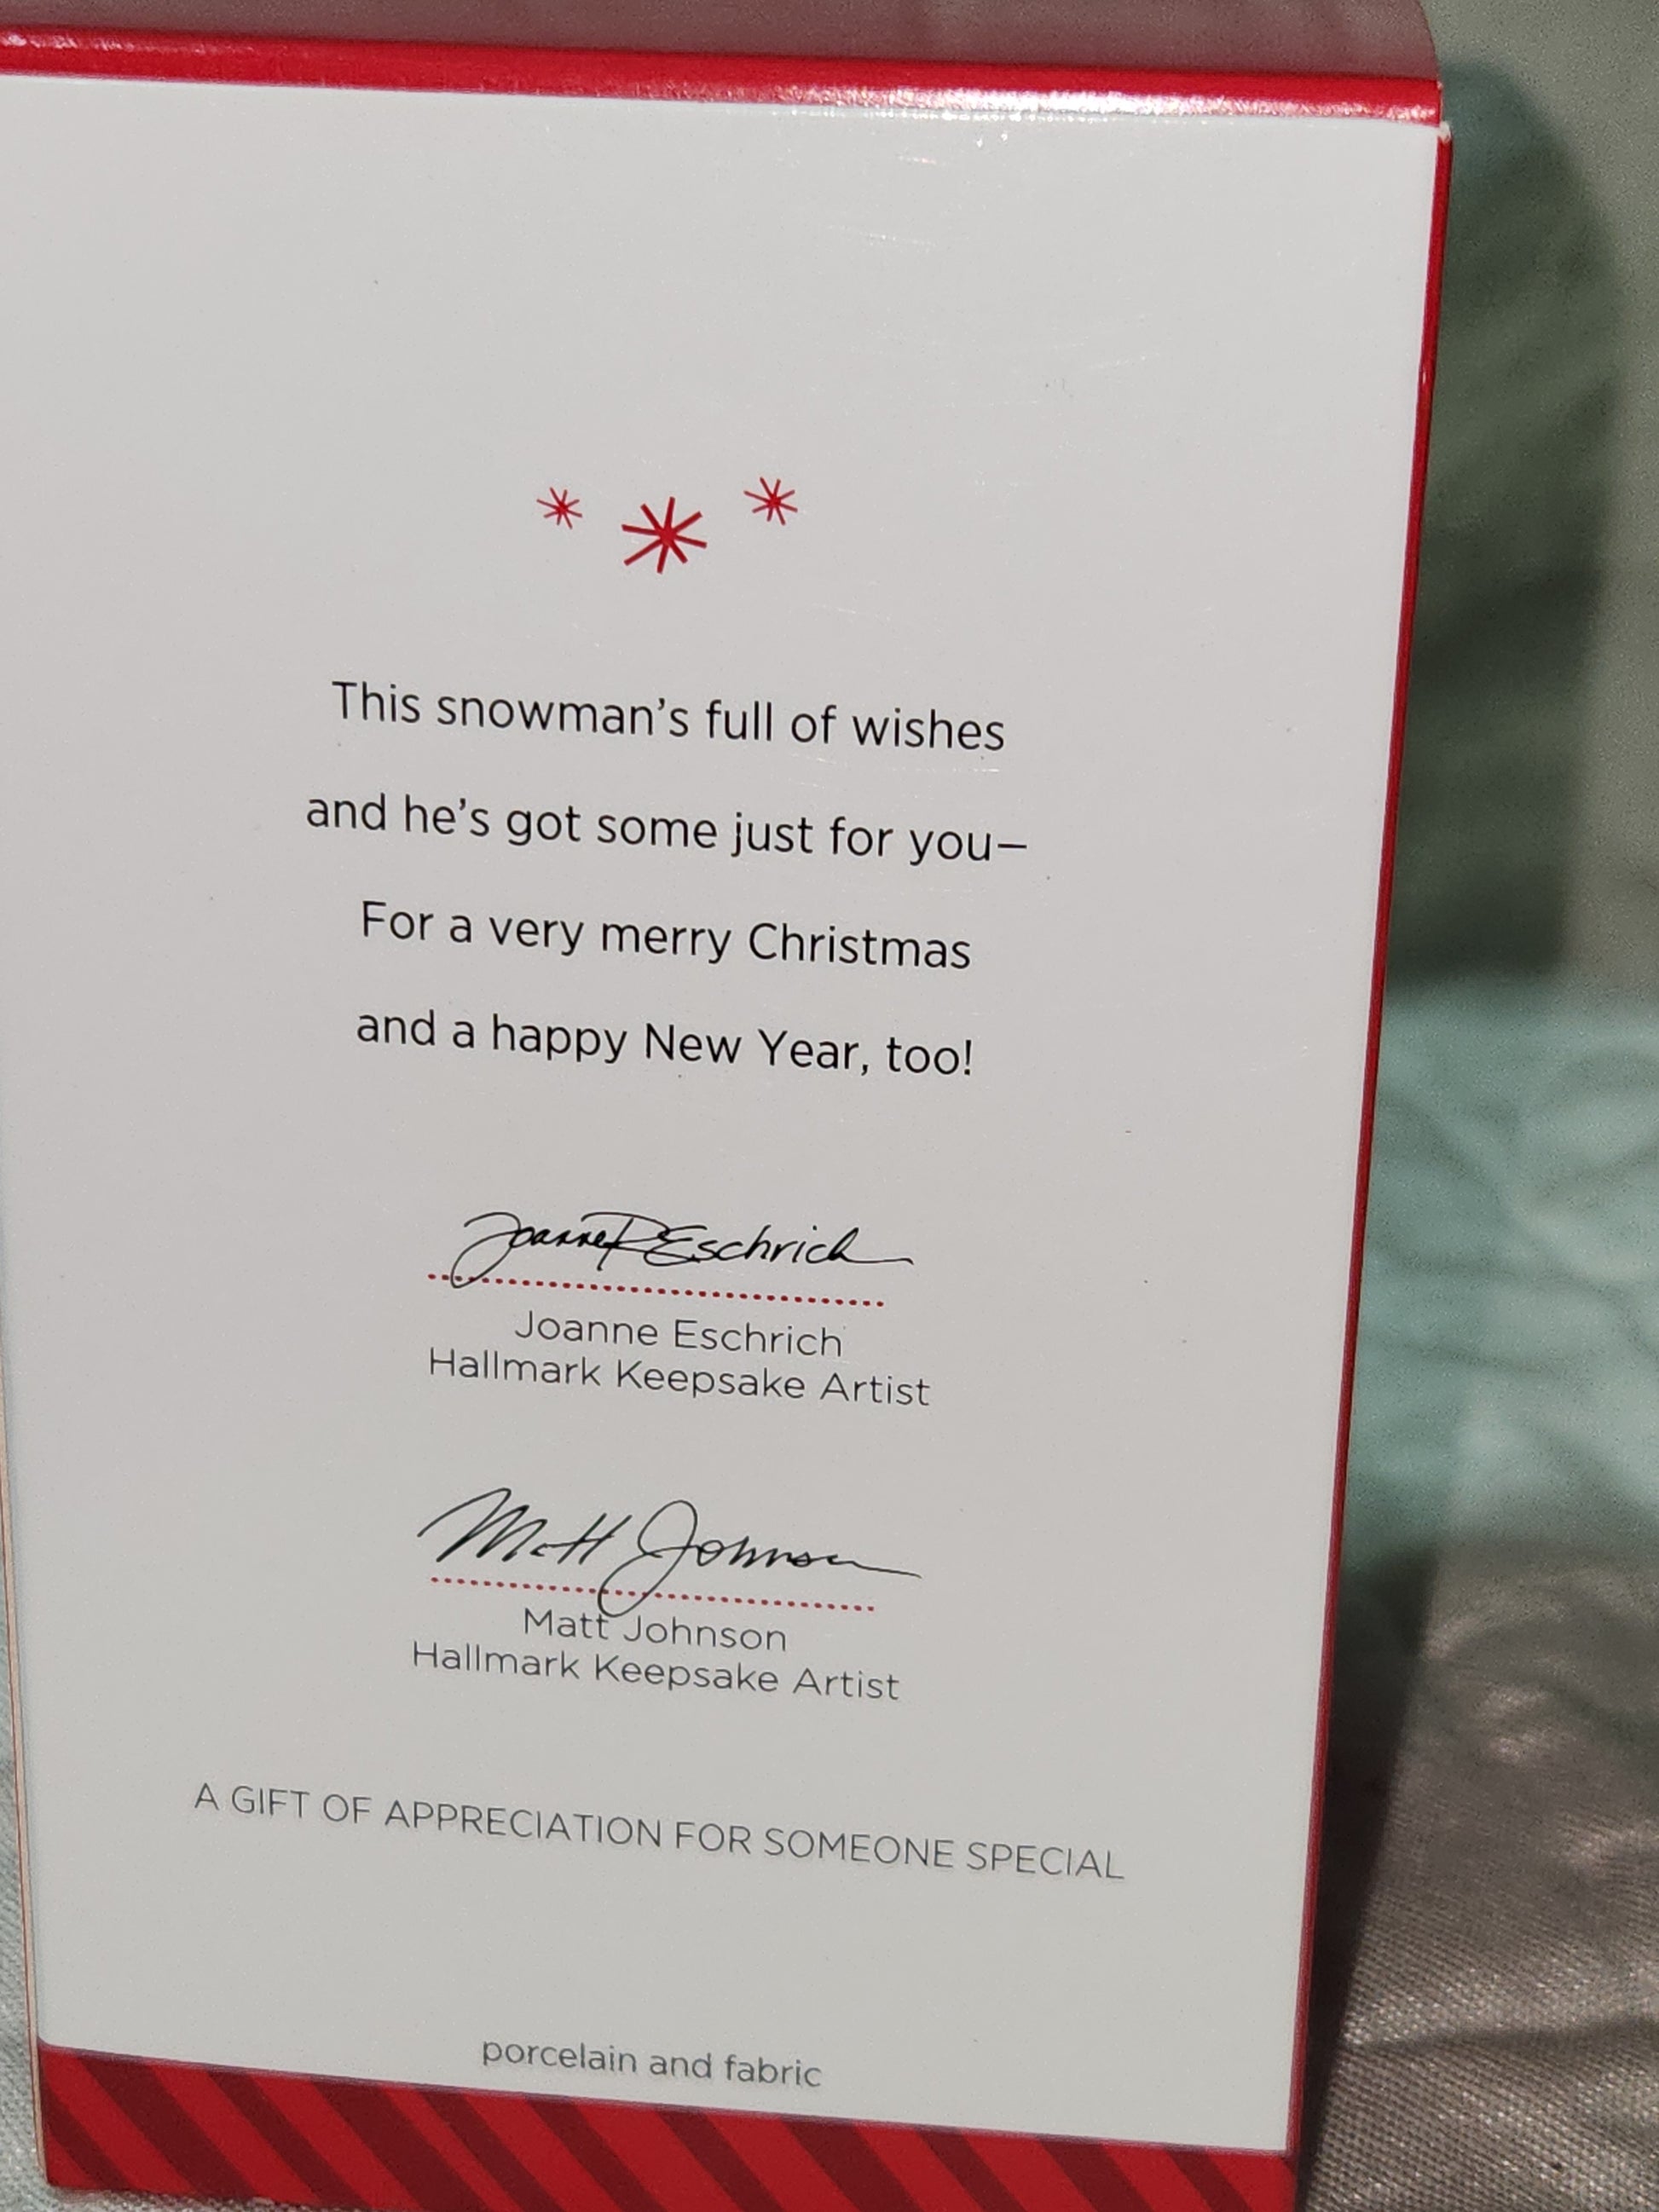 This snowman's full of wishes
and he's got some just for you–
For a very merry Christmas
and a happy New Year, too!
Joanne R Eschrich
Joanne Eschrich
Hallmark Keepsake Artist
Matt Johnson
Matt Johnson
Hallmark Keepsake Artist
A GIFT OF APPRECIATION FOR SOMEONE SPECIAL
porcelain and fabric